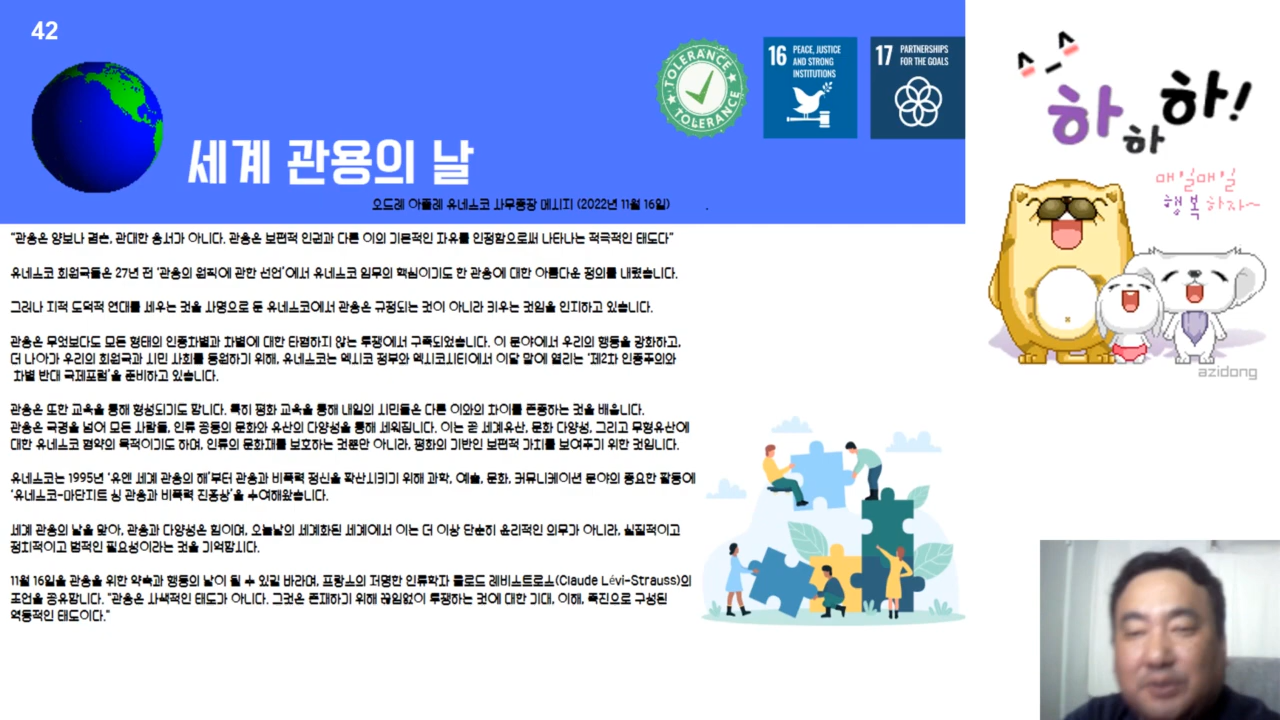 42
TOLERANCE
TOLERANCE
16 PEACE, JUSTICE
AND STRONG
INSTITUTIONS
17 PARTNERSHIPS
FOR THE GOALS
세계 관용의 날
오드레 아줄레 유네스코 사무총장 메시지 (2022년 11월 16일)
"관용은 양보나 겸손, 관대한 용서가 아니다. 관용은 보편적 인권과 다른 이의 기본적인 자유를 인정함으로써 나타나는 적극적인 태도다"
유네스코 회원국들은 27년 전 '관용의 원칙에 관한 선언'에서 유네스코 임무의 핵심이기도 한 관용에 대한 아름다운 정의를 내렸습니다.
그러나 지적 도덕적 연대를 세우는 것을 사명으로 둔 유네스코에서 관용은 규정되는 것이 아니라 키우는 것임을 인지하고 있습니다.
관용은 무엇보다도 모든 형태의 인종차별과 차별에 대한 타협하지 않는 투쟁에서 구축되었습니다. 이 분야에서 우리의 행동을 강화하고,
더 나아가 우리의 회원국과 시민 사회를 동원하기 위해, 유네스코는 멕시코 정부와 멕시코시티에서 이달 말에 열리는 '제2차 인종주의와
차별 반대 국제포럼'을 준비하고 있습니다.
관용은 또한 교육을 통해 형성되기도 합니다. 특히 평화 교육을 통해 내일의 시민들은 다른 이와의 차이를 존중하는 것을 배웁니다.
관용은 국경을 넘어 모든 사람들, 인류 공동의 문화와 유산의 다양성을 통해 세워집니다. 이는 곧 세계유산, 문화 다양성, 그리고 무형유산에
대한 유네스코 협약의 목적이기도 하며, 인류의 문화재를 보호하는 것뿐만 아니라, 평화의 기반인 보편적 가치를 보여주기 위한 것입니다.
유네스코는 1995년 '유엔 세계 관용의 해'부터 관용과 비폭력 정신을 확산시키기 위해 과학, 예술, 문화, 커뮤니케이션 분야의 중요한 활동에
'유네스코-마단지트 싱 관용과 비폭력 진흥상'을 수여해왔습니다.
세계 관용의 날을 맞아, 관용과 다양성은 힘이며, 오늘날의 세계화된 세계에서 이는 더 이상 단순히 윤리적인 의무가 아니라, 실질적이고
정치적이고 법적인 필요성이라는 것을 기억합시다.
11월 16일을 관용을 위한 약속과 행동의 날이 될 수 있길 바라며, 프랑스의 저명한 인류학자 클로드 레비스트로스(Claude Lévi-Strauss)의
조언을 공유합니다. "관용은 사색적인 태도가 아니다. 그것은 존재하기 위해 끊임없이 투쟁하는 것에 대한 기대, 이해, 촉진으로 구성된
역동적인 태도이다."
하하하!
매일매일
행복하자~
azidong